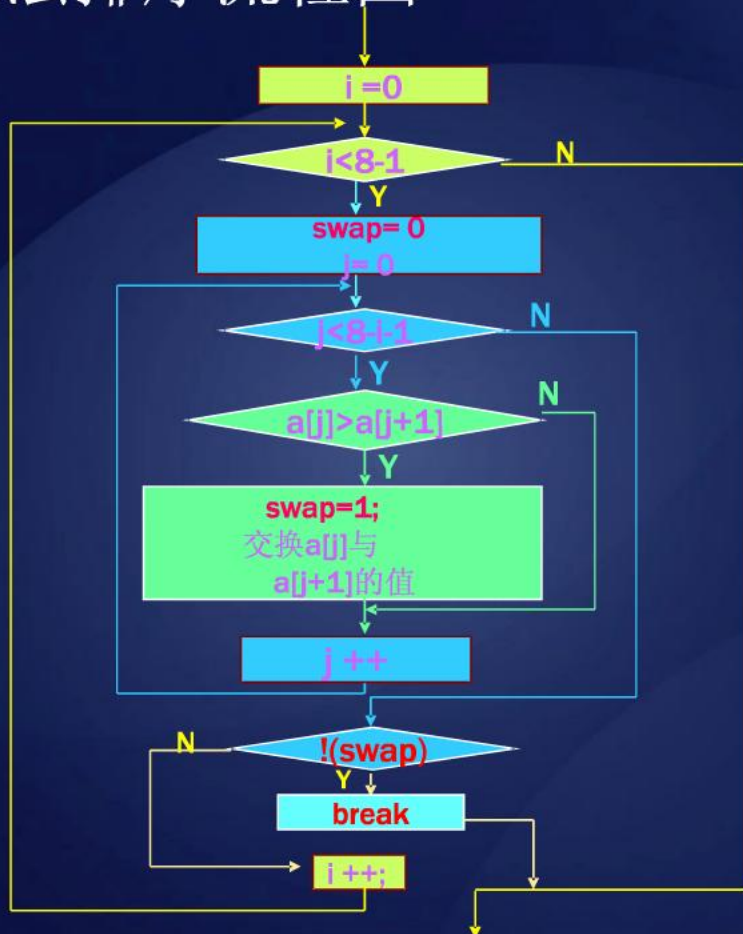 i =0
i<8-1
N
Y
swap= 0
j= 0
j<8-i-1
N
Y
a[j]>a[j+1]
N
Y
swap=1;
交换a[j]与
a[j+1]的值
j ++
!(swap)
N
Y
break
i ++;